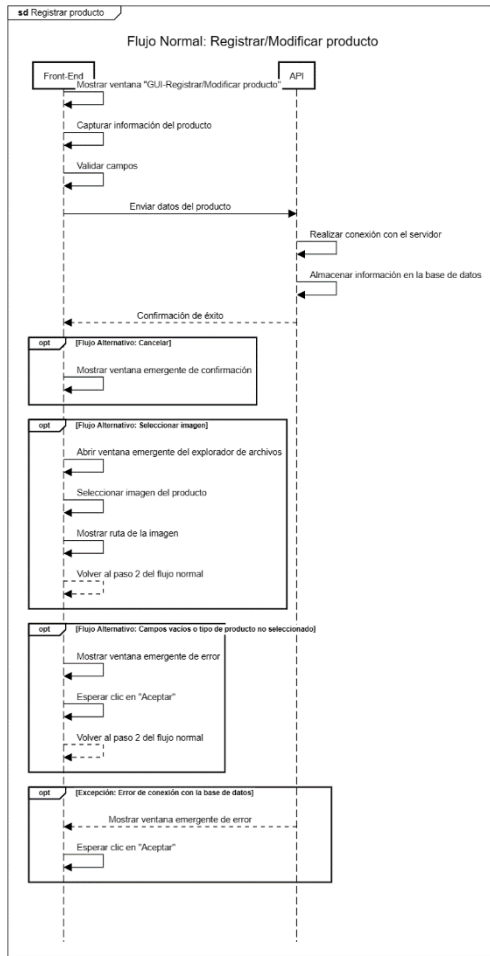 sd Registrar producto
Flujo Normal: Registrar/Modificar producto
Front-End
API
Mostrar ventana "GUI-Registrar/Modificar producto"
Capturar información del producto
Validar campos
Enviar datos del producto
Realizar conexión con el servidor
Almacenar información en la base de datos
Confirmación de éxito
opt [Flujo Alternativo: Cancelar]
Mostrar ventana emergente de confirmación
opt [Flujo Alternativo: Seleccionar imagen]
Abrir ventana emergente del explorador de archivos
Seleccionar imagen del producto
Mostrar ruta de la imagen
Volver al paso 2 del flujo normal
opt [Flujo Alternativo: Campos vacíos o tipo de producto no seleccionado]
Mostrar ventana emergente de error
Esperar clic en "Aceptar"
Volver al paso 2 del flujo normal
opt [Excepción: Error de conexión con la base de datos]
Mostrar ventana emergente de error
Esperar clic en "Aceptar"